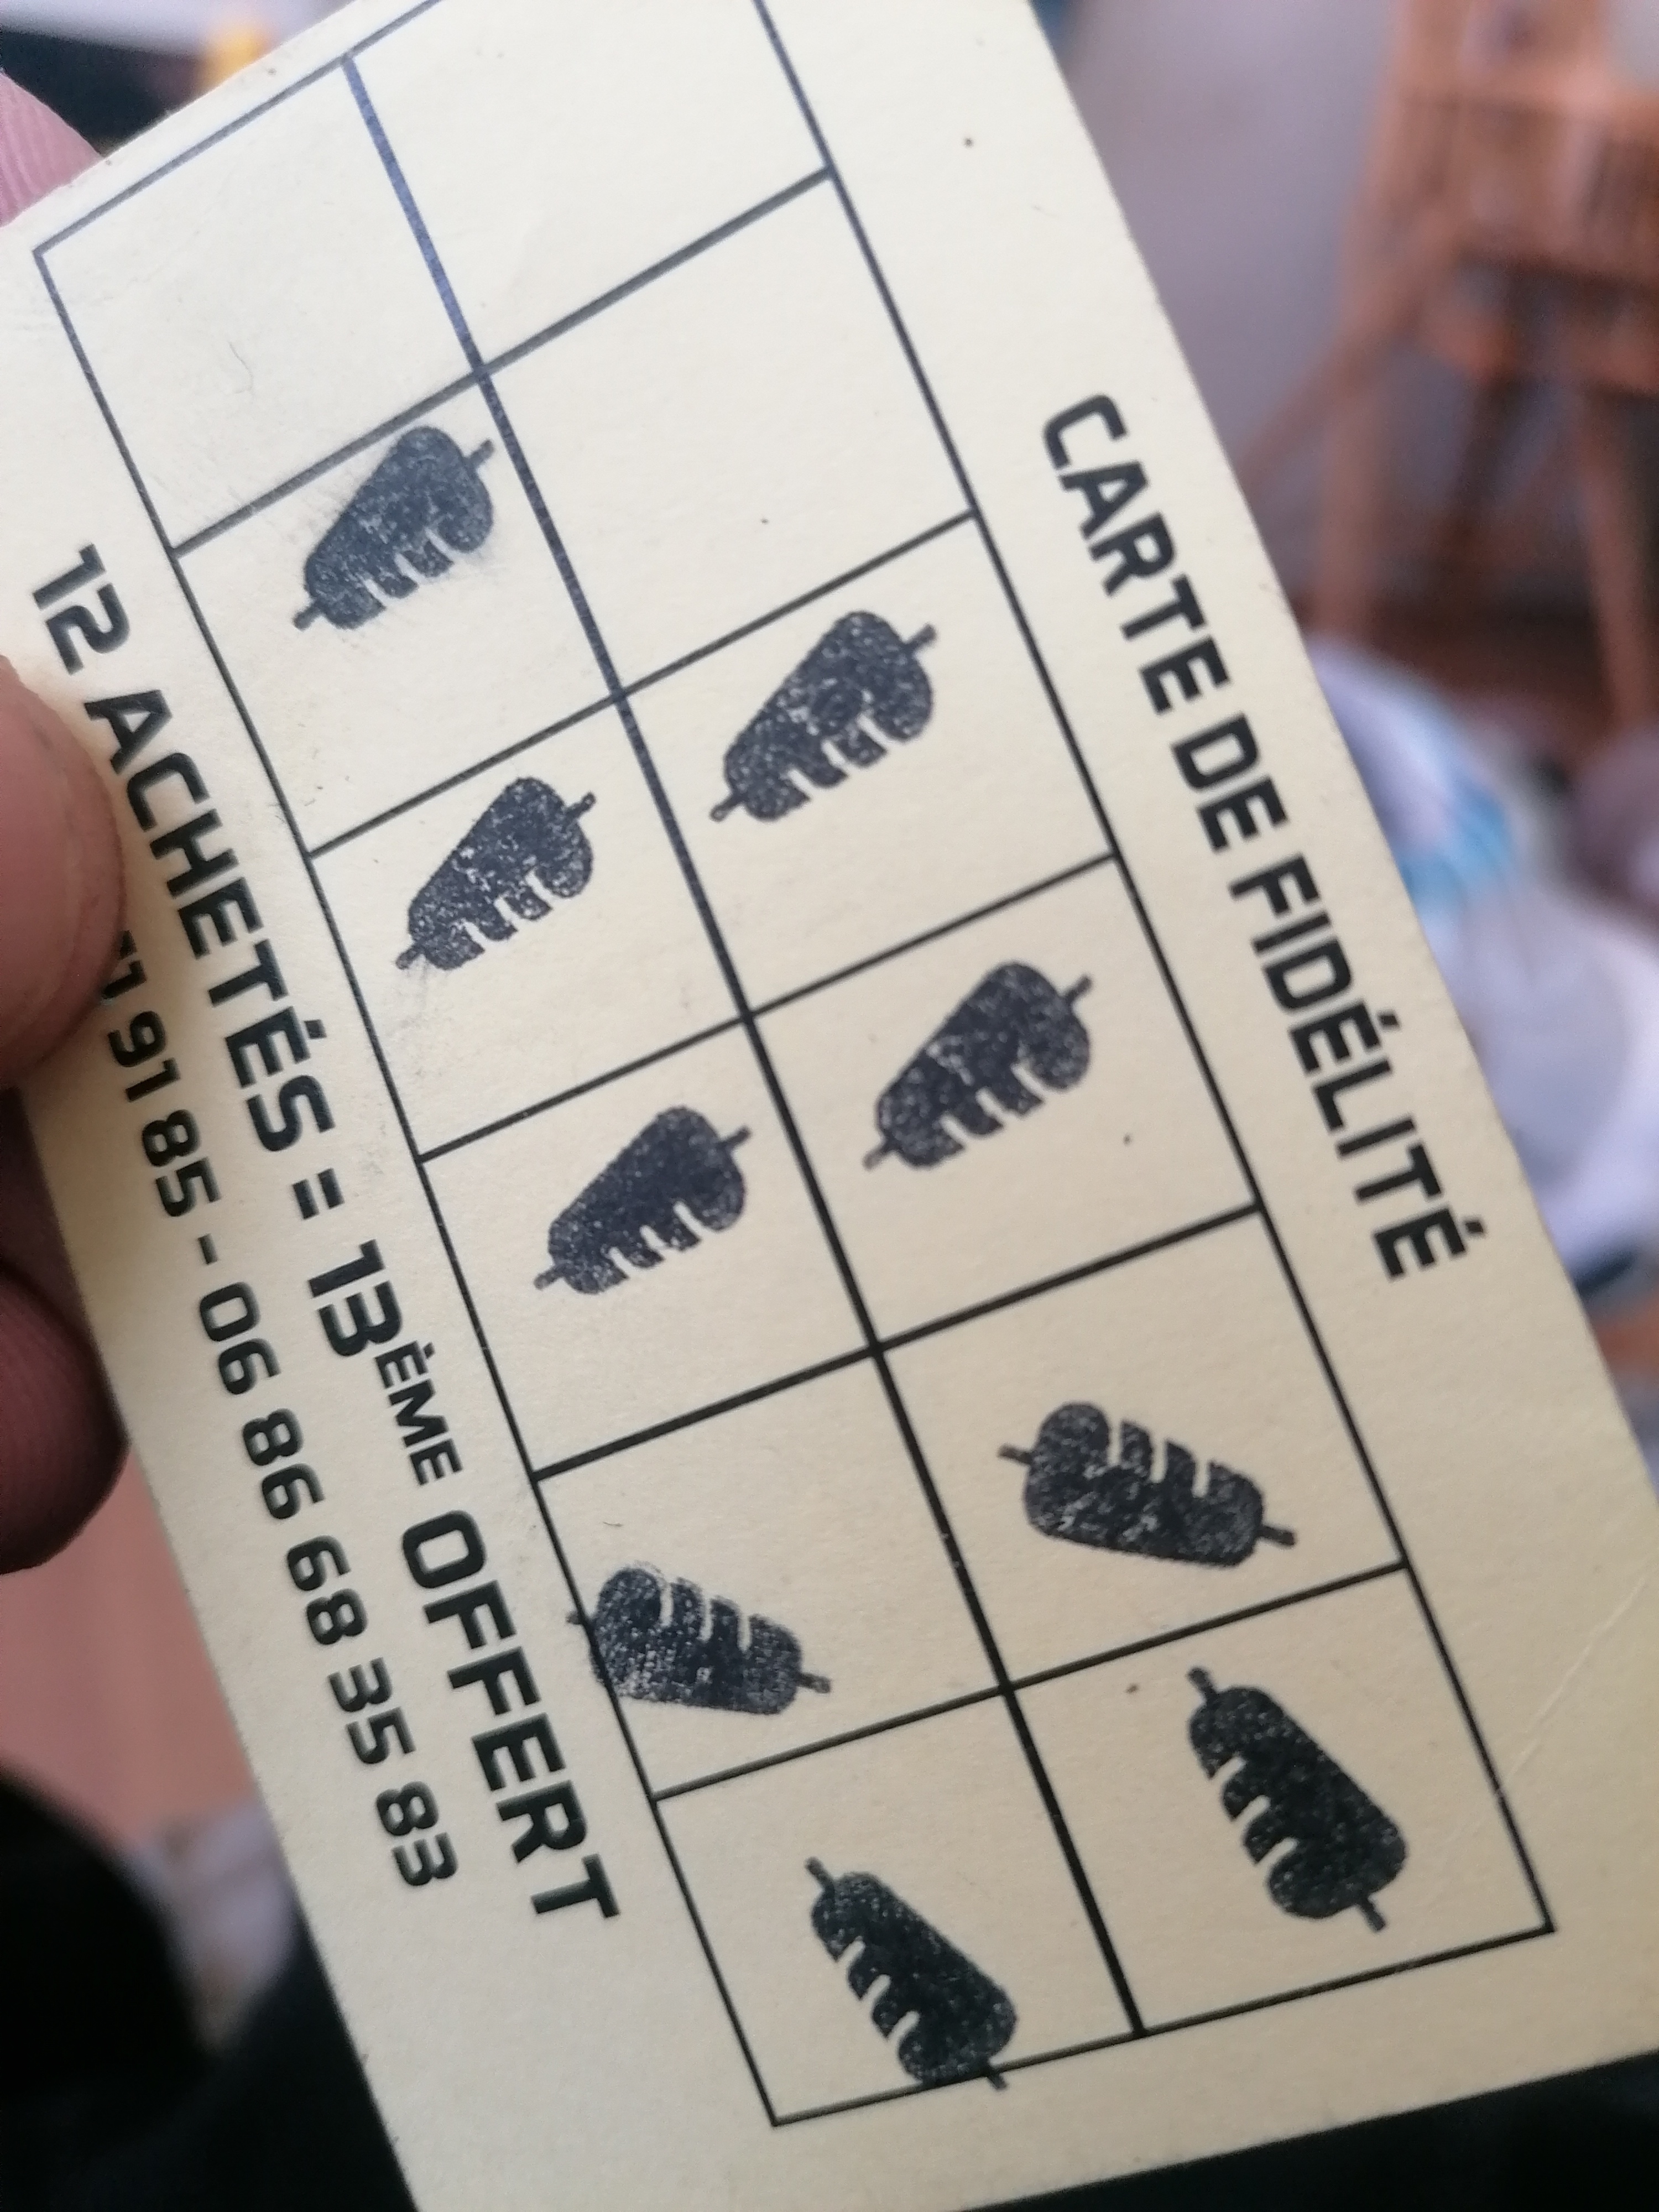 CARTE DE FIDÉLITÉ
12 ACHETÉS = 13ÈME OFFERT
91 85 - 06 86 68 35 83